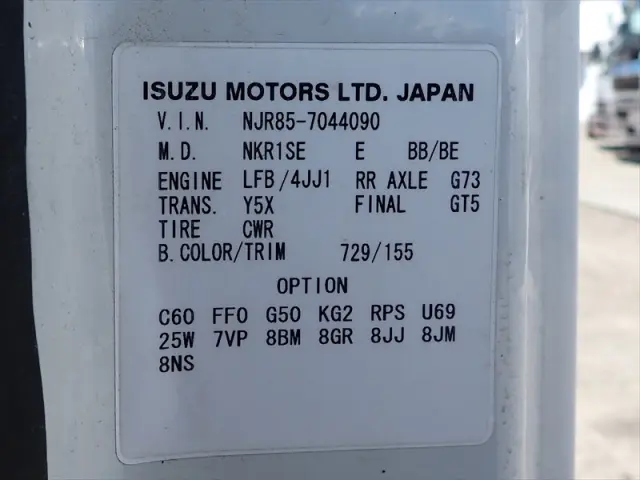 ISUZU MOTORS LTD. JAPAN
V.I.N. NJR85-7044090
M.D. NKR1SE E BB/BE
ENGINE LFB/4JJ1 RR AXLE G73
TRANS. Y5X FINAL GT5
TIRE CWR
B.COLOR/TRIM 729/155
OPTION
C60 FF0 G50 KG2 RPS U69
25W 7VP 8BM 8GR 8JJ 8JM
8NS